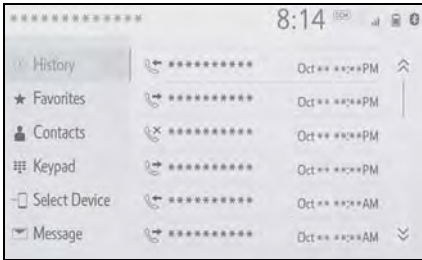 ************* 8:14
History ********** Oct ** **:**PM
Favorites ********** Oct ** **:**PM
Contacts ********** Oct ** **:**PM
Keypad ********** Oct ** **:**PM
Select Device ********** Oct ** **:**AM
Message ********** Oct ** **:**AM